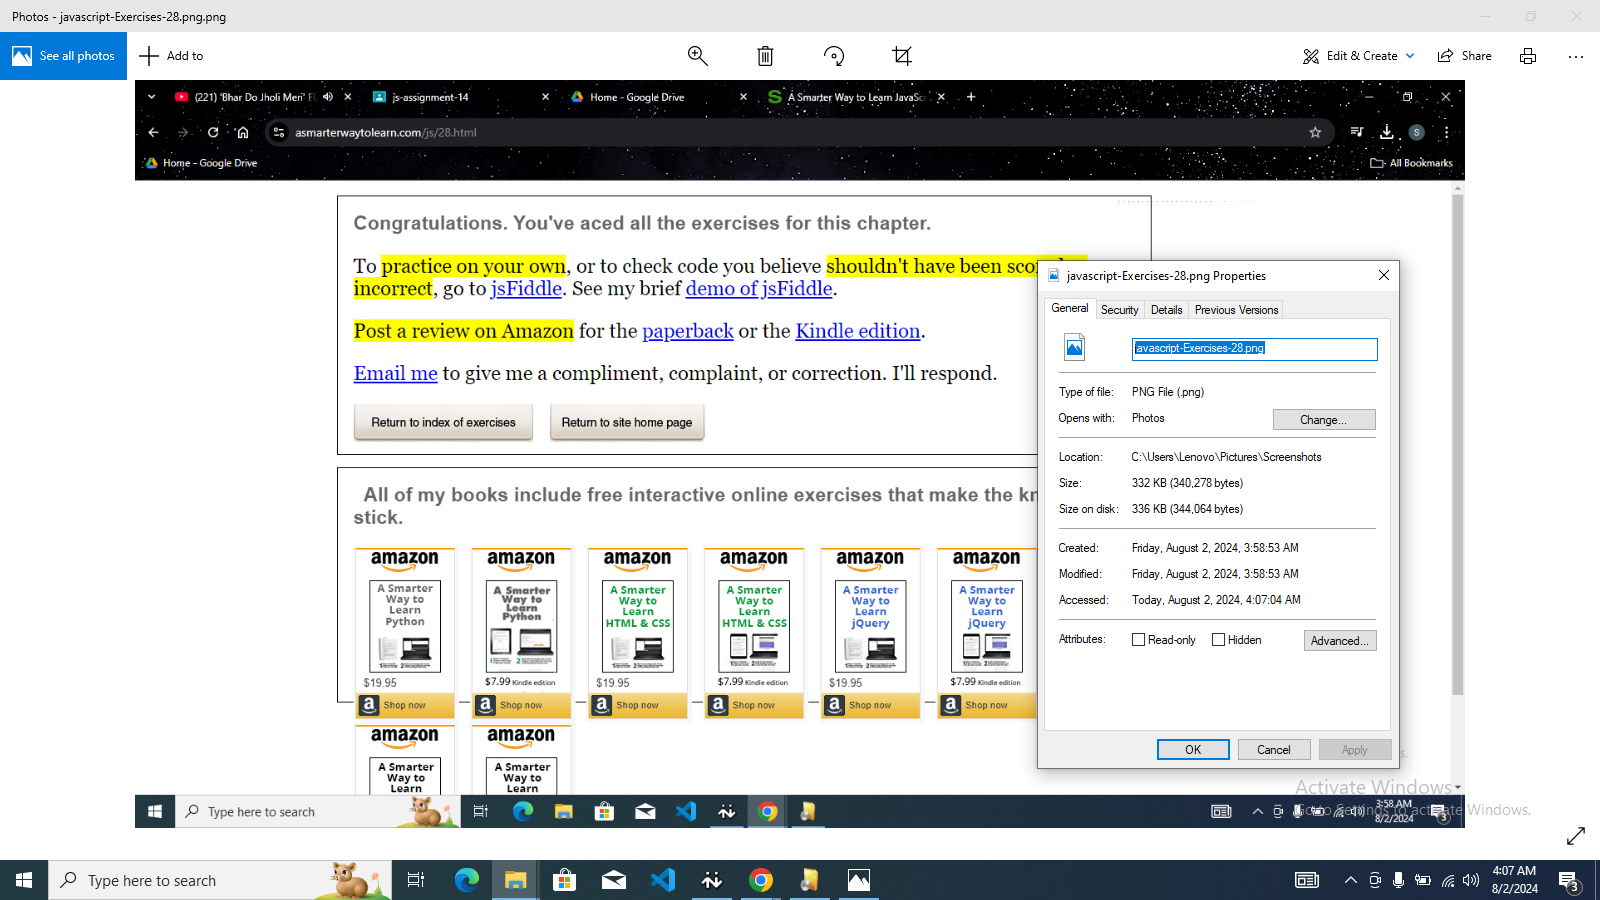 Photos - javascript-Exercises-28.png.png
See all photos
Add to
Edit & Create
Share
(221) 'Bhar Do Jholi Meri' F
js-assignment-14
Home - Google Drive
A Smarter Way to Learn JavaSc
asmarterwaytolearn.com/js/28.html
S
Home - Google Drive
All Bookmarks
Congratulations. You've aced all the exercises for this chapter.
To practice on your own, or to check code you believe shouldn't have been
incorrect, go to jsFiddle. See my brief demo of jsFiddle.
Post a review on Amazon for the paperback or the Kindle edition.
Email me to give me a compliment, complaint, or correction. I'll respond.
Return to index of exercises
Return to site home page
All of my books include free interactive online exercises that make the
stick.
amazon
A Smarter
Way to
Learn
Python
$19.95
Shop now
amazon
A Smarter
Way to
Learn
Python
$7.99 Kindle edition
Shop now
amazon
A Smarter
Way to
Learn
HTML & CSS
$19.95
Shop now
amazon
A Smarter
Way to
Learn
HTML & CSS
$7.99 Kindle edition
Shop now
amazon
A Smarter
Way to
Learn
jQuery
$19.95
Shop now
amazon
A Smarter
Way to
Learn
jQuery
$7.99 Kindle edition
Shop now
amazon
A Smarter
Way to
Learn
amazon
A Smarter
Way to
Learn
javascript-Exercises-28.png Properties
General
Security
Details
Previous Versions
javascript-Exercises-28.png
Type of file: PNG File (.png)
Opens with: Photos
Change...
Location: C:\Users\Lenovo\Pictures\Screenshots
Size: 332 KB (340,278 bytes)
Size on disk: 336 KB (344,064 bytes)
Created: Friday, August 2, 2024, 3:58:53 AM
Modified: Friday, August 2, 2024, 3:58:53 AM
Accessed: Today, August 2, 2024, 4:07:04 AM
Attributes: Read-only Hidden
Advanced...
OK
Cancel
Apply
Activate Windows
Go to Settings to activate Windows.
Type here to search
3:58 AM
8/2/2024
3
Type here to search
4:07 AM
8/2/2024
3